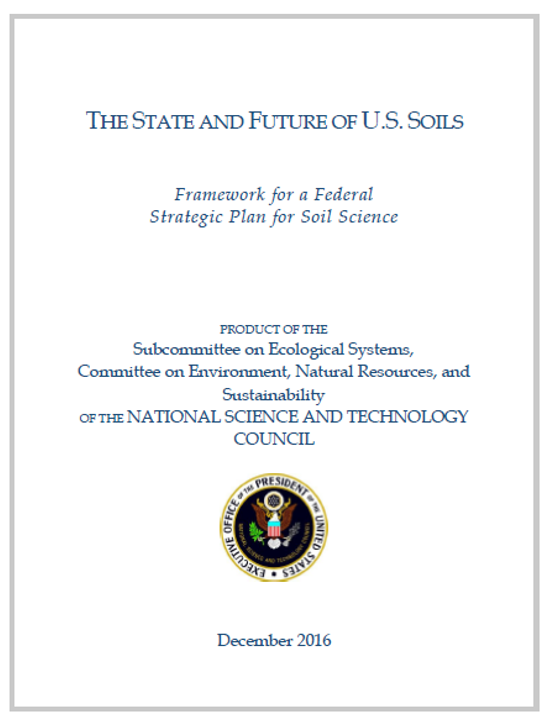 THE STATE AND FUTURE OF U.S. SOILS
Framework for a Federal
Strategic Plan for Soil Science
PRODUCT OF THE
Subcommittee on Ecological Systems,
Committee on Environment, Natural Resources, and
Sustainability
OF THE NATIONAL SCIENCE AND TECHNOLOGY
COUNCIL
EXECUTIVE OFFICE OF THE PRESIDENT OF THE UNITED STATES
NATIONAL SCIENCE AND TECHNOLOGY COUNCIL
December 2016